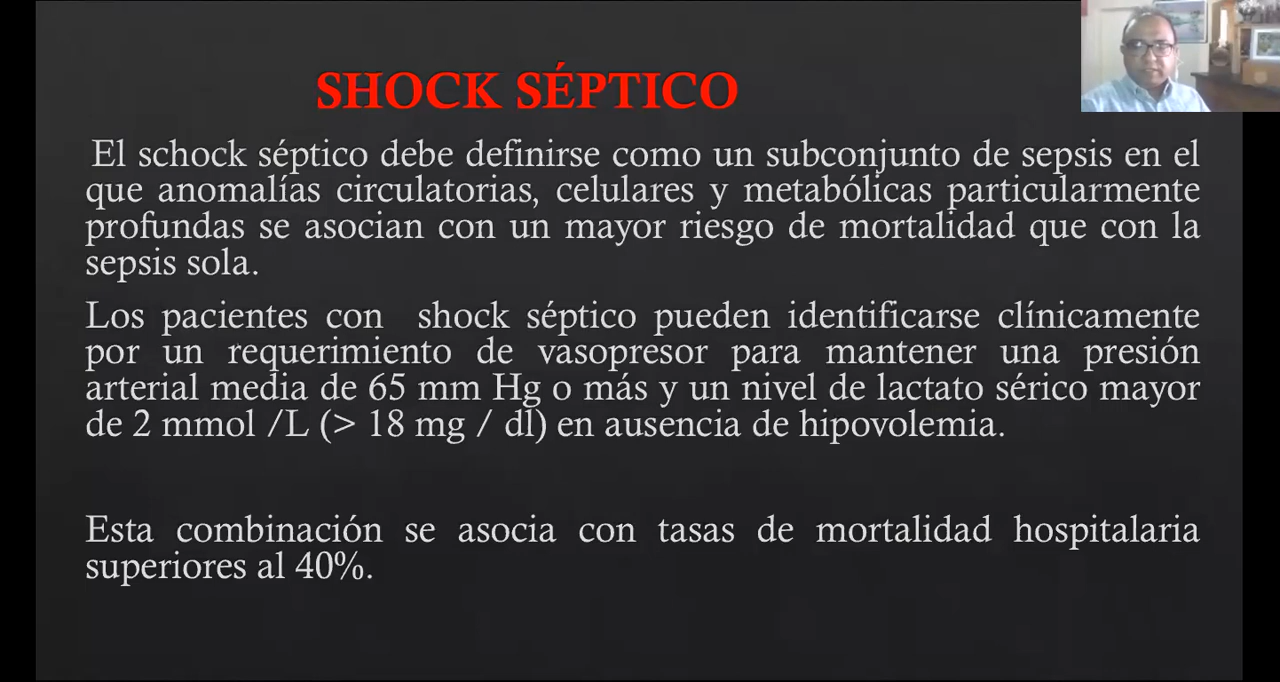 SHOCK SÉPTICO
El schock séptico debe definirse como un subconjunto de sepsis en el
que anomalías circulatorias, celulares y metabólicas particularmente
profundas se asocian con un mayor riesgo de mortalidad que con la
sepsis sola.
Los pacientes con shock séptico pueden identificarse clínicamente
por un requerimiento de vasopresor para mantener una presión
arterial media de 65 mm Hg o más y un nivel de lactato sérico mayor
de 2 mmol /L (> 18 mg / dl) en ausencia de hipovolemia.
Esta combinación se asocia con tasas de mortalidad hospitalaria
superiores al 40%.